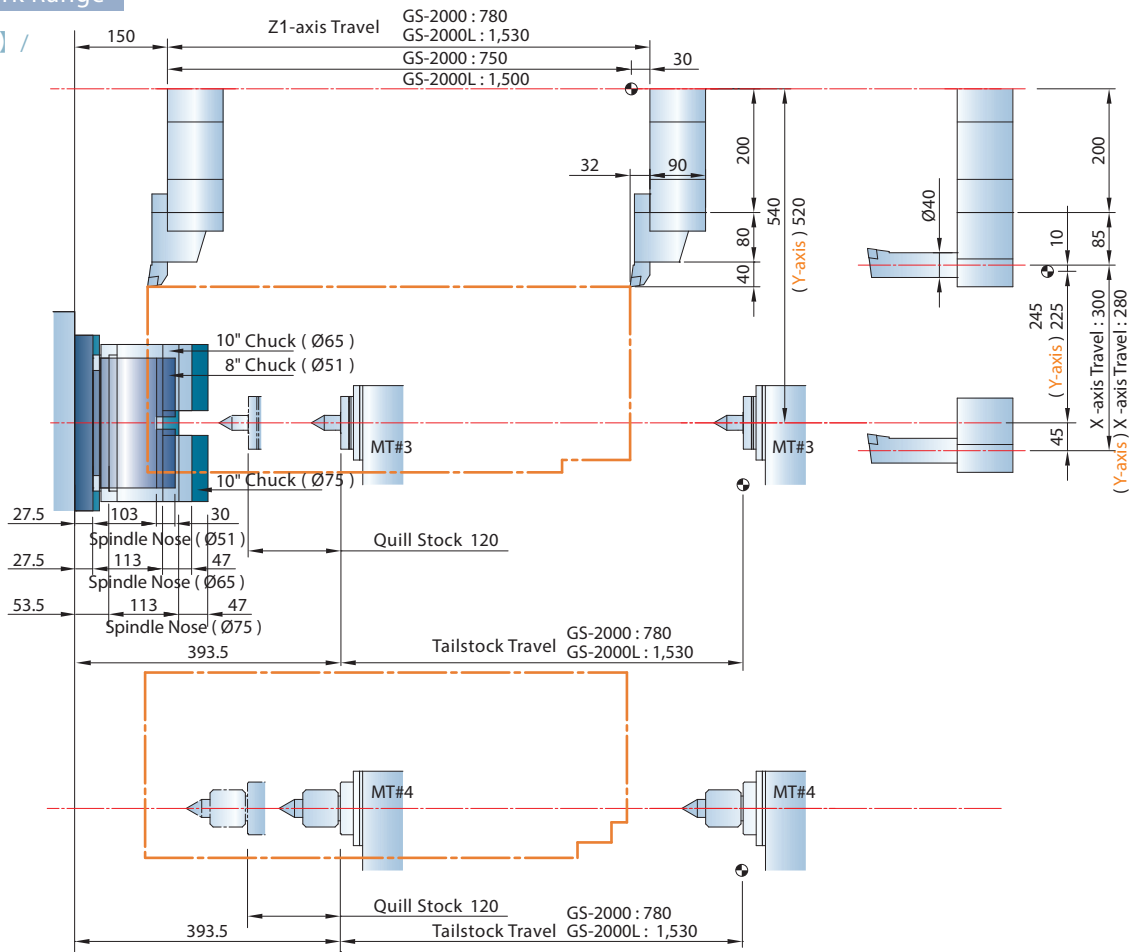 Range
】 /
150
Z1-axis Travel
GS-2000 : 780
GS-2000L : 1,530
GS-2000 : 750
GS-2000L : 1,500
30
32
90
200
80
40
540
( Y-axis ) 520
Ø40
200
10
85
245
( Y-axis ) 225
45
X -axis Travel : 300
( Y-axis ) X -axis Travel : 280
10" Chuck ( Ø65 )
8" Chuck ( Ø51 )
MT#3
MT#3
10" Chuck ( Ø75 )
27.5
103
30
Spindle Nose ( Ø51 )
Quill Stock 120
27.5
113
47
Spindle Nose ( Ø65 )
53.5
113
47
Spindle Nose ( Ø75 )
393.5
Tailstock Travel
GS-2000 : 780
GS-2000L : 1,530
MT#4
MT#4
Quill Stock 120
393.5
Tailstock Travel
GS-2000 : 780
GS-2000L : 1,530